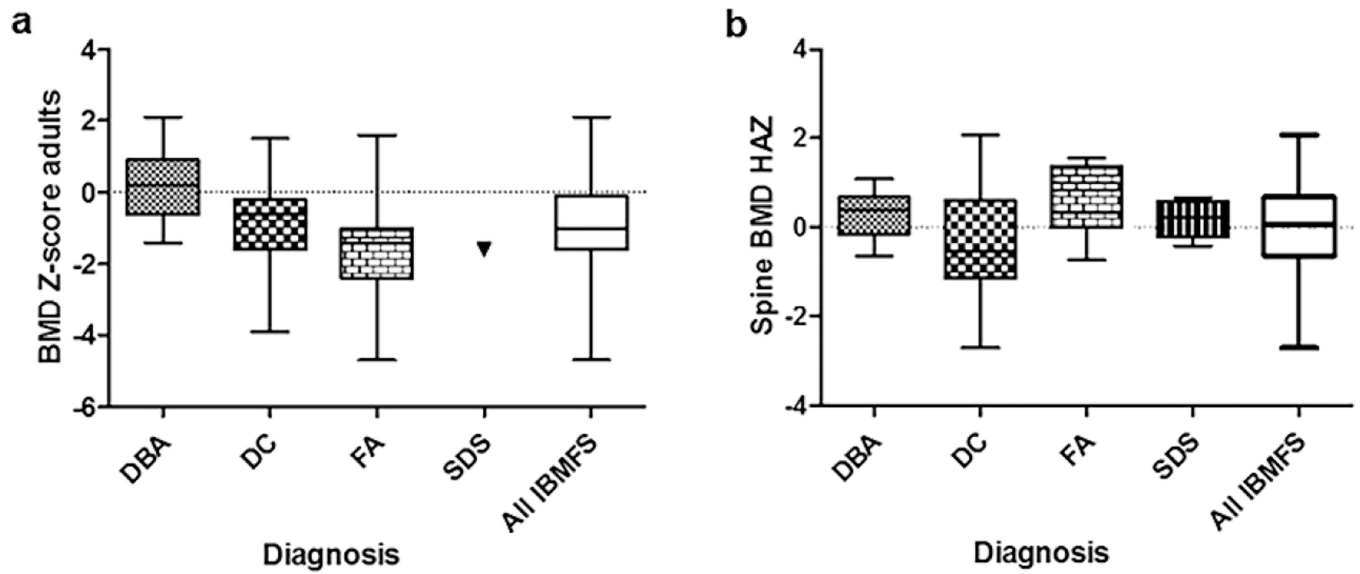 a
BMD Z-score adults
4
2
0
-2
-4
-6
DBA
DC
FA
SDS
All IBMFS
Diagnosis
b
Spine BMD HAZ
4
2
0
-2
-4
DBA
DC
FA
SDS
All IBMFS
Diagnosis